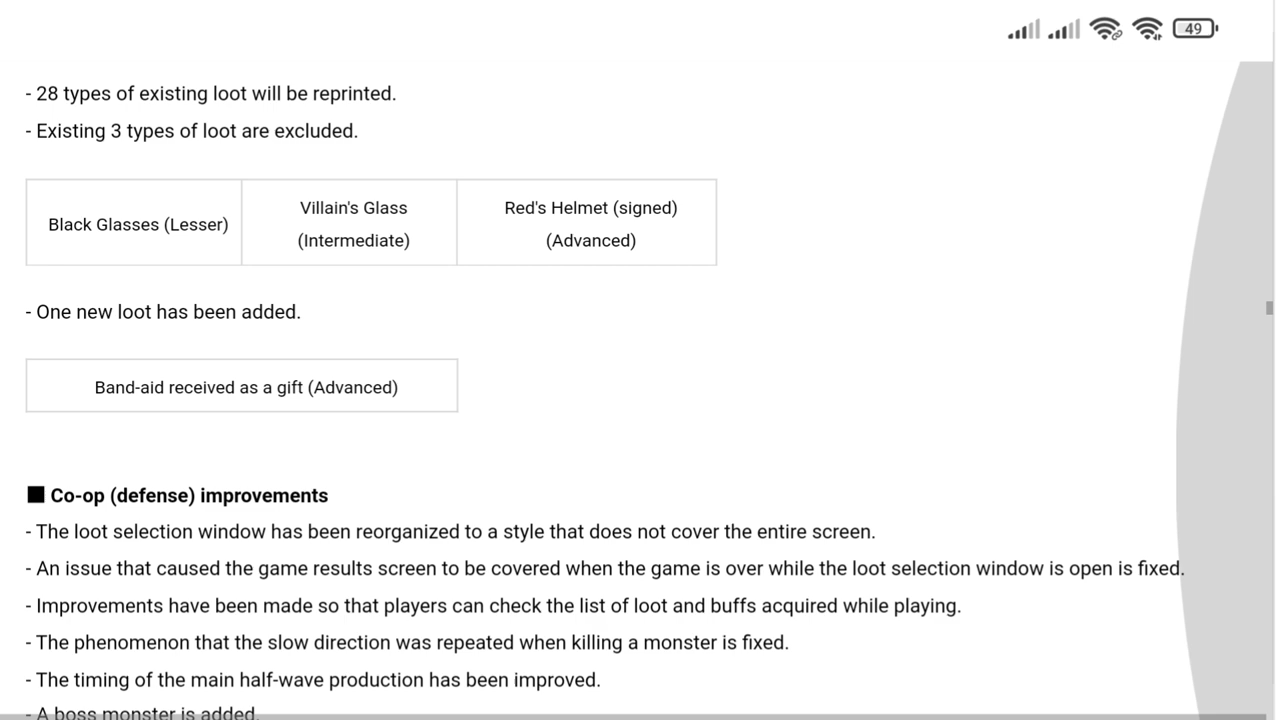 49
- 28 types of existing loot will be reprinted.
- Existing 3 types of loot are excluded.
Black Glasses (Lesser)
Villain's Glass
(Intermediate)
Red's Helmet (signed)
(Advanced)
- One new loot has been added.
Band-aid received as a gift (Advanced)
■ Co-op (defense) improvements
- The loot selection window has been reorganized to a style that does not cover the entire screen.
- An issue that caused the game results screen to be covered when the game is over while the loot selection window is open is fixed.
- Improvements have been made so that players can check the list of loot and buffs acquired while playing.
- The phenomenon that the slow direction was repeated when killing a monster is fixed.
- The timing of the main half-wave production has been improved.
- A boss monster is added.